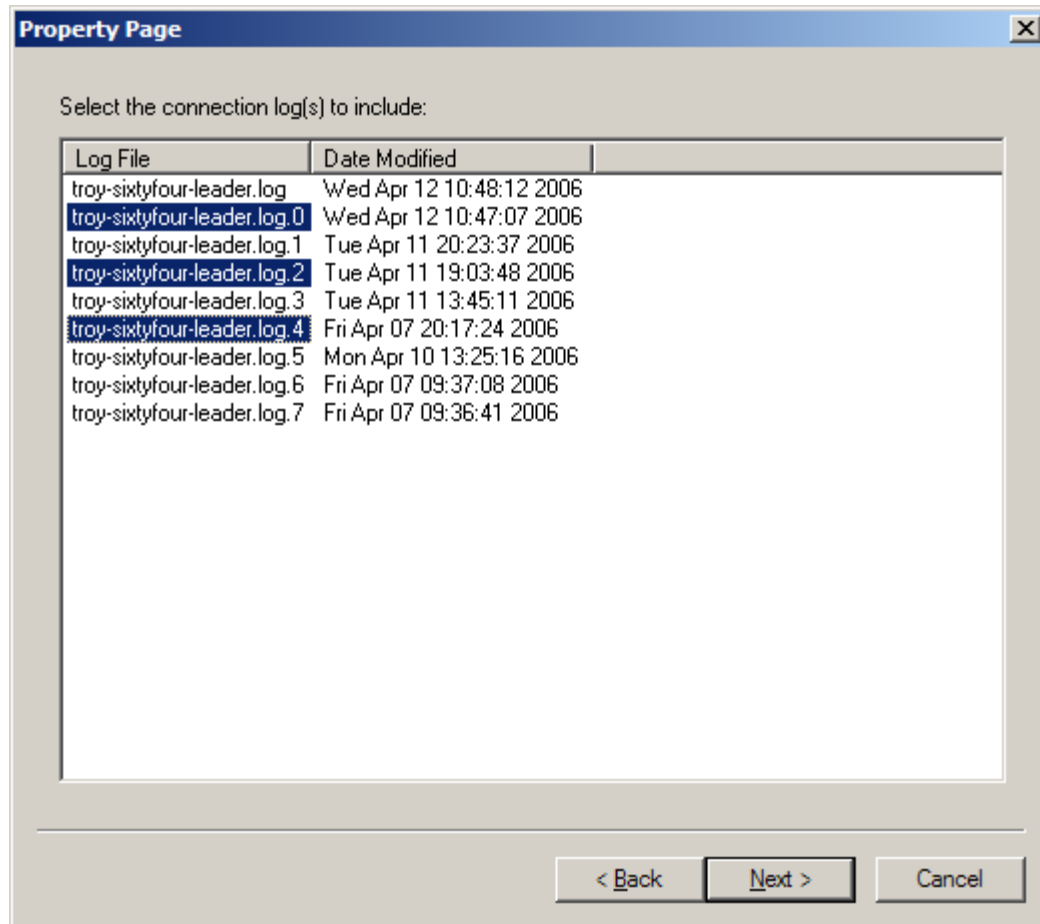 Property Page
Select the connection log(s) to include:
Log File Date Modified
troy-sixtyfour-leader.log Wed Apr 12 10:48:12 2006
troy-sixtyfour-leader.log.0 Wed Apr 12 10:47:07 2006
troy-sixtyfour-leader.log.1 Tue Apr 11 20:23:37 2006
troy-sixtyfour-leader.log.2 Tue Apr 11 19:03:48 2006
troy-sixtyfour-leader.log.3 Tue Apr 11 13:45:11 2006
troy-sixtyfour-leader.log.4 Fri Apr 07 20:17:24 2006
troy-sixtyfour-leader.log.5 Mon Apr 10 13:25:16 2006
troy-sixtyfour-leader.log.6 Fri Apr 07 09:37:08 2006
troy-sixtyfour-leader.log.7 Fri Apr 07 09:36:41 2006
< Back Next > Cancel